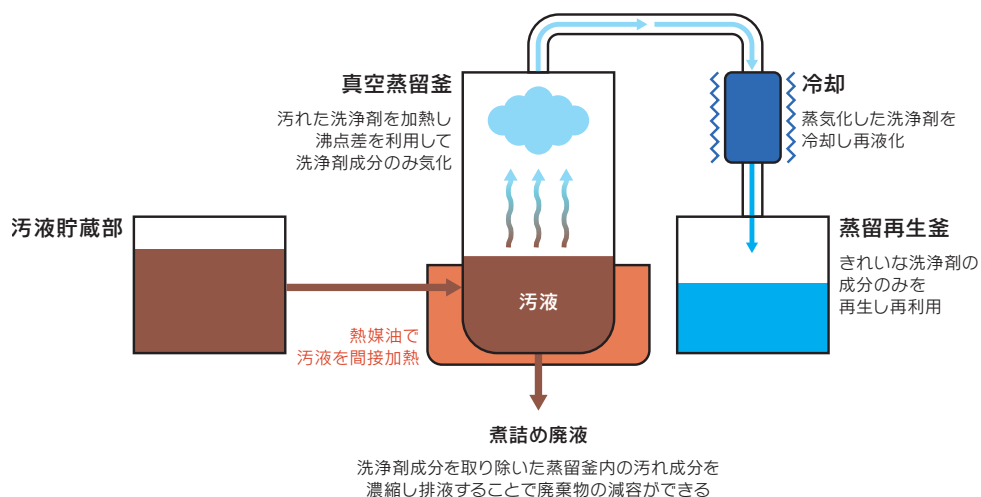 真空蒸留釜
汚れた洗浄剤を加熱し
沸点差を利用して
洗浄剤成分のみ気化
冷却
蒸気化した洗浄剤を
冷却し再液化
汚液貯蔵部
蒸留再生釜
きれいな洗浄剤の
成分のみを
再生し再利用
汚液
熱媒油で
汚液を間接加熱
煮詰め廃液
洗浄剤成分を取り除いた蒸留釜内の汚れ成分を
濃縮し排液することで廃棄物の減容ができる